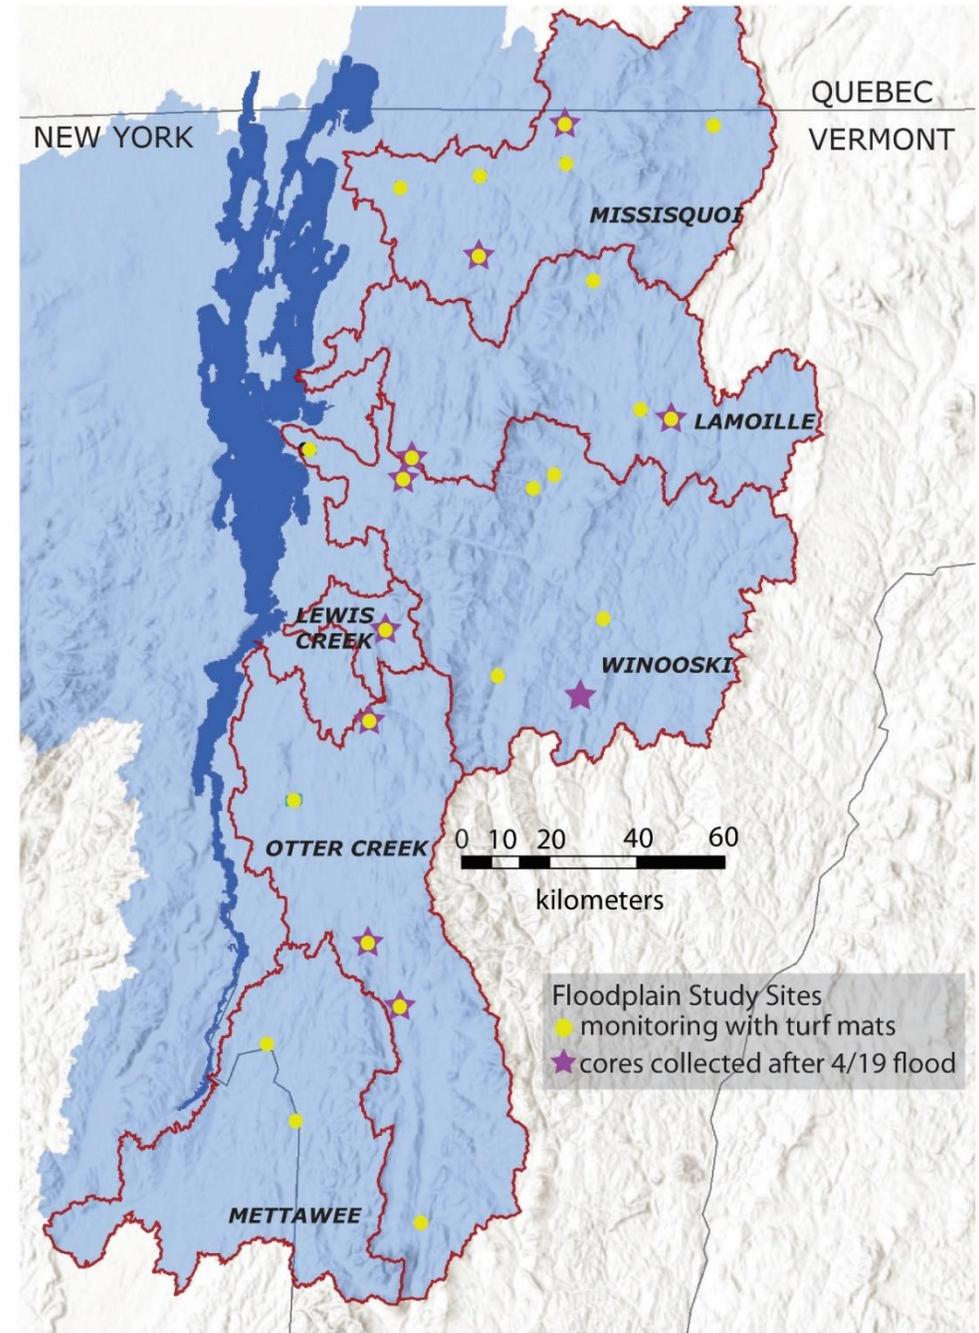 QUEBEC
NEW YORK
VERMONT
MISSISQUOI
LAMOILLE
LEWIS
CREEK
WINOOSKI
OTTER CREEK
0 10 20 40 60
kilometers
Floodplain Study Sites
monitoring with turf mats
cores collected after 4/19 flood
METTAWEE